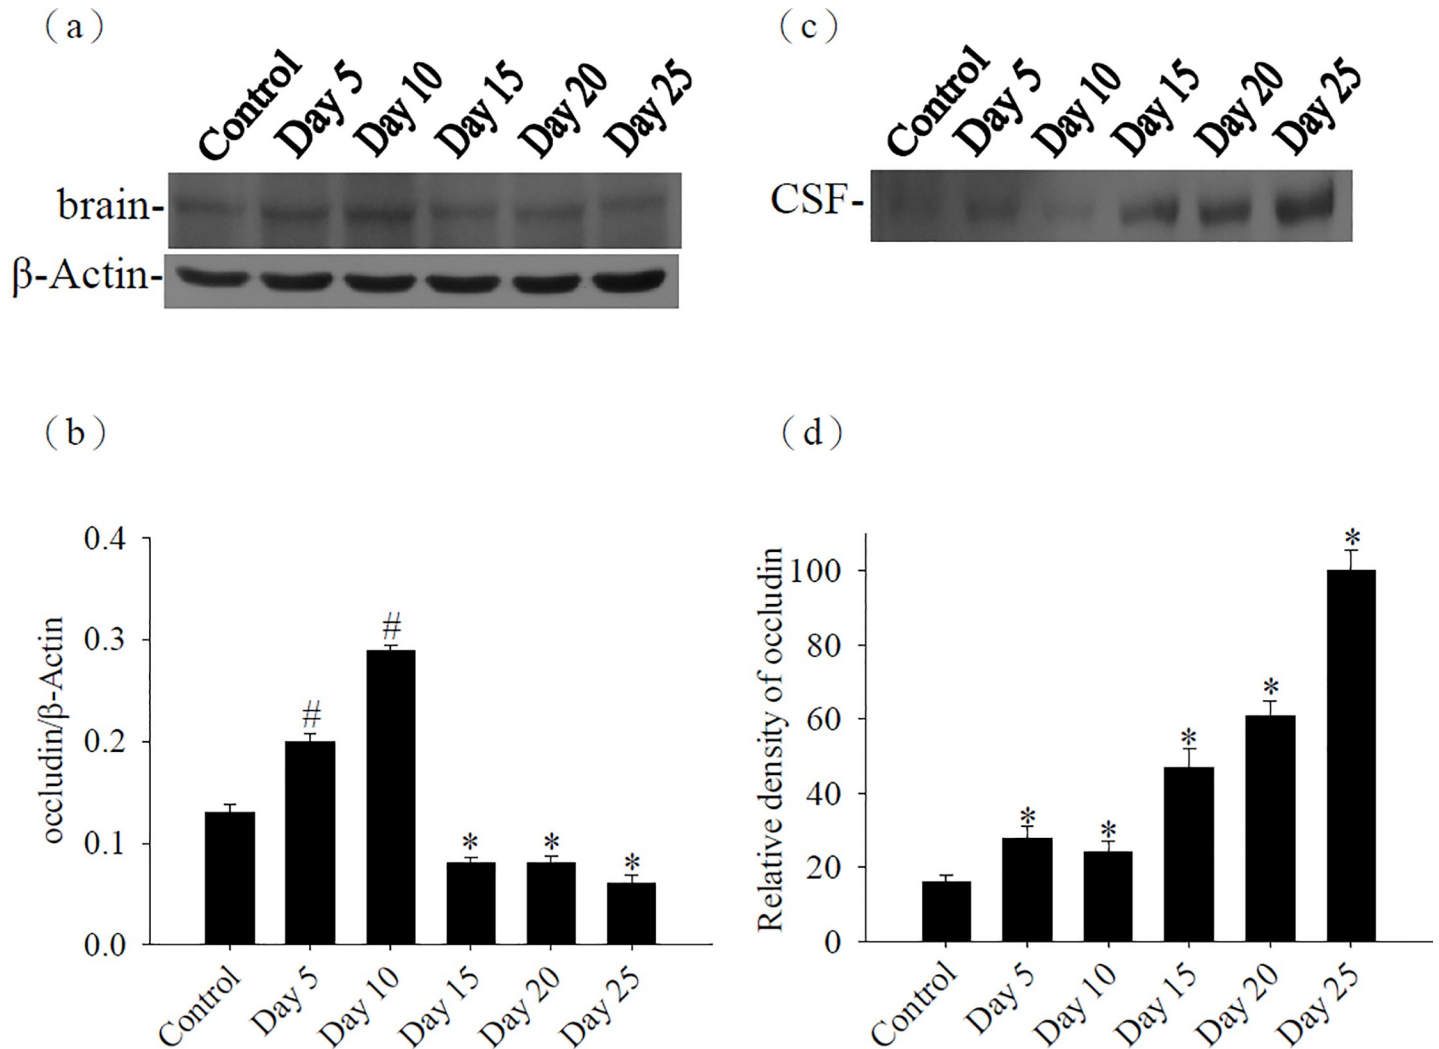 (a)
Control Day 5 Day 10 Day 15 Day 20 Day 25
brain-
β-Actin-
(c)
Control Day 5 Day 10 Day 15 Day 20 Day 25
CSF-
(b)
occludin/β-Actin
0.4
0.3
0.2
0.1
0.0
# # * * *
Control Day 5 Day 10 Day 15 Day 20 Day 25
(d)
Relative density of occludin
100
80
60
40
20
0
* * * * *
Control Day 5 Day 10 Day 15 Day 20 Day 25